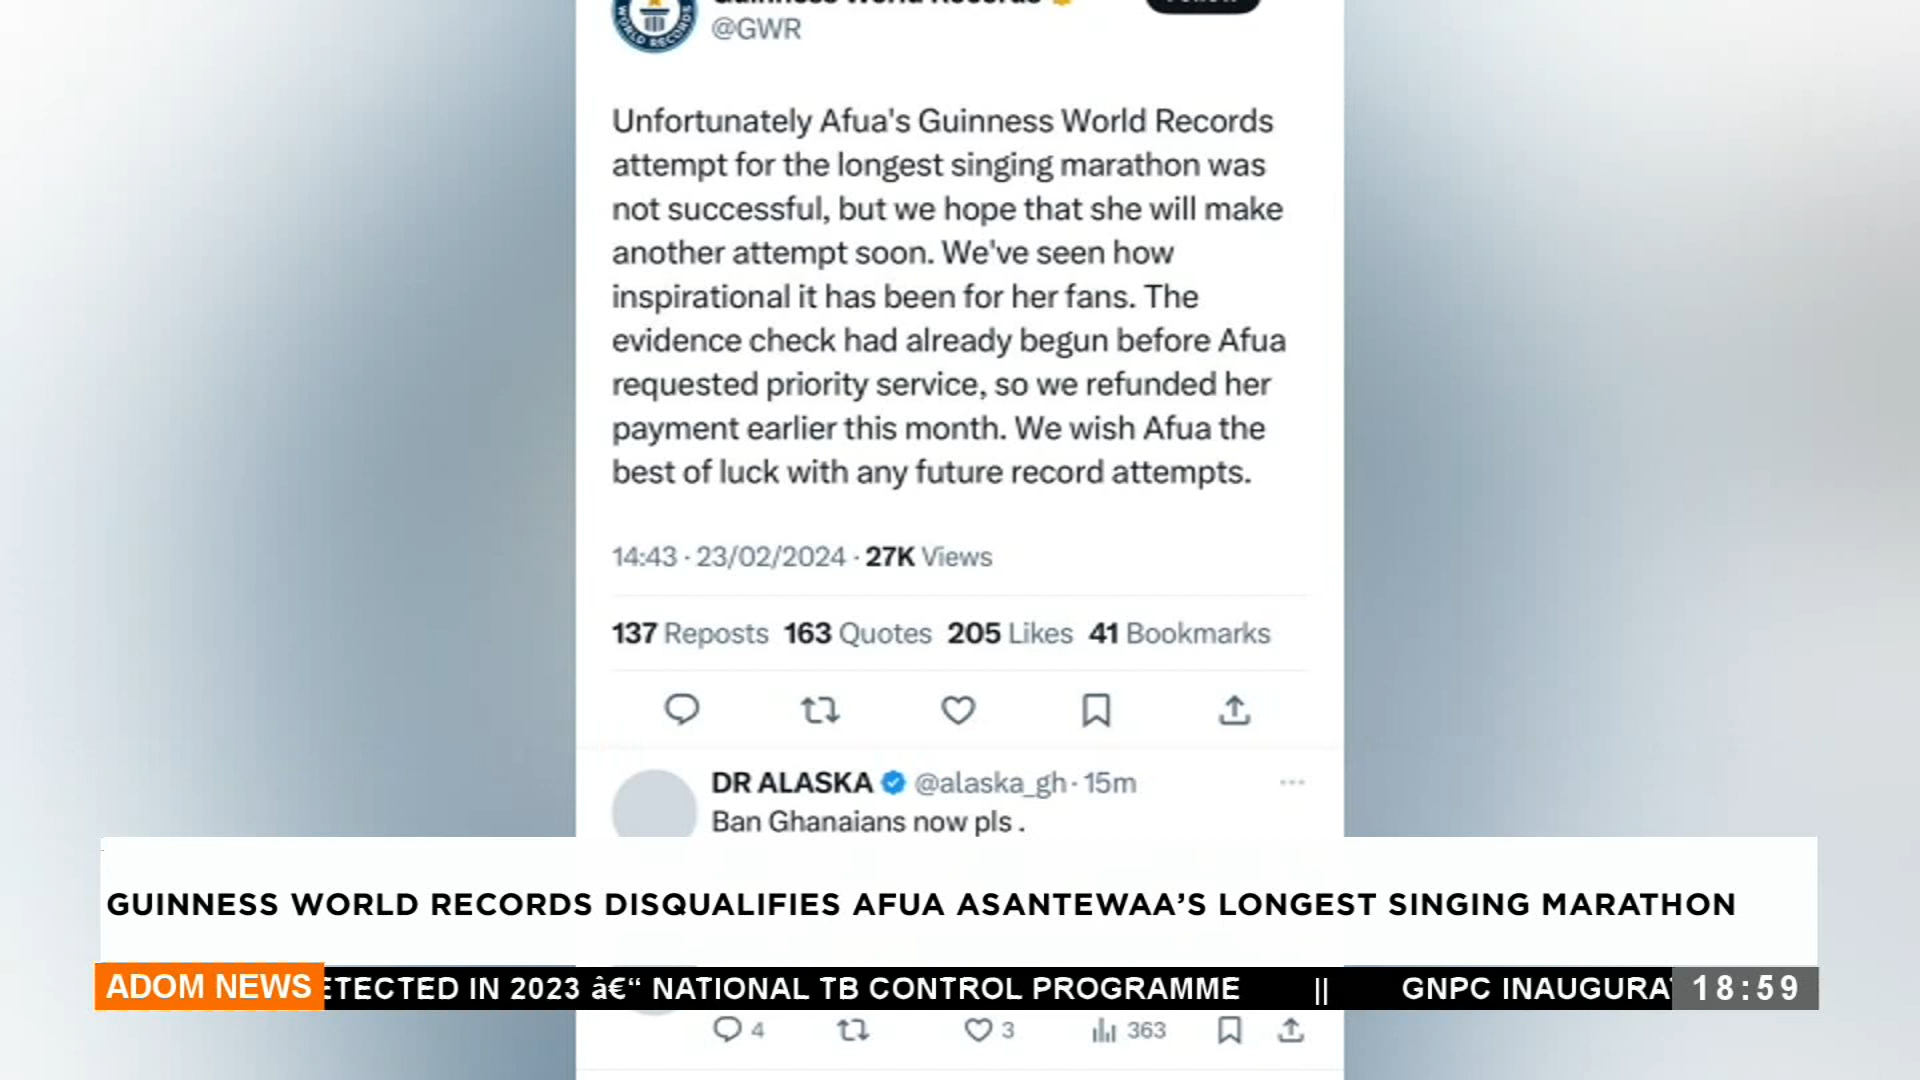 Guinness World Records
@GWR
WORLD RECORDS
Unfortunately Afua's Guinness World Records
attempt for the longest singing marathon was
not successful, but we hope that she will make
another attempt soon. We've seen how
inspirational it has been for her fans. The
evidence check had already begun before Afua
requested priority service, so we refunded her
payment earlier this month. We wish Afua the
best of luck with any future record attempts.
14:43 · 23/02/2024 · 27K Views
137 Reposts 163 Quotes 205 Likes 41 Bookmarks
DR ALASKA @alaska_gh · 15m
Ban Ghanaians now pls .
GUINNESS WORLD RECORDS DISQUALIFIES AFUA ASANTEWAA’S LONGEST SINGING MARATHON
ADOM NEWS ETECTED IN 2023 â€“ NATIONAL TB CONTROL PROGRAMME || GNPC INAUGURA 18:59
4 3 363